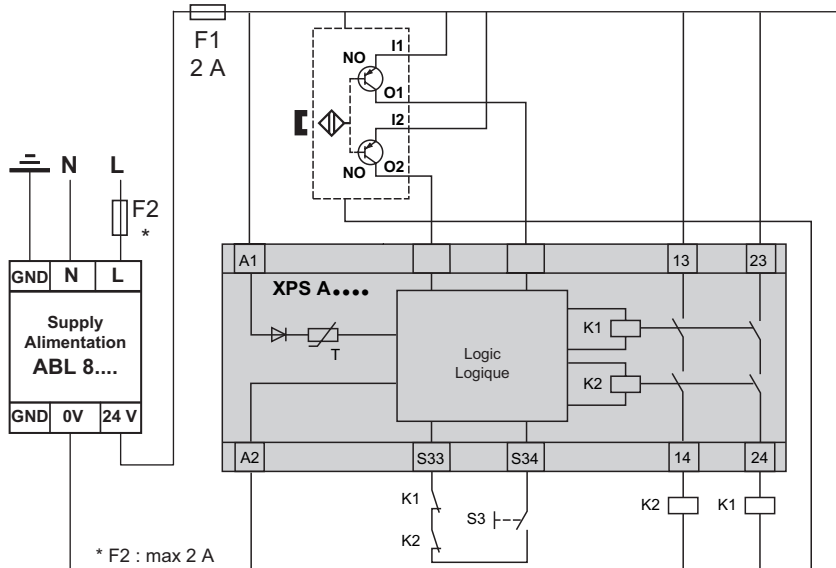 F1
2 A
NO
I1
O1
I2
NO
O2
N
L
F2
*
GND
N
L
Supply
Alimentation
ABL 8....
GND
0V
24 V
A1
13
23
XPS A....
T
Logic
Logique
K1
K2
A2
S33
S34
14
24
K1
K2
S3
K2
K1
* F2 : max 2 A